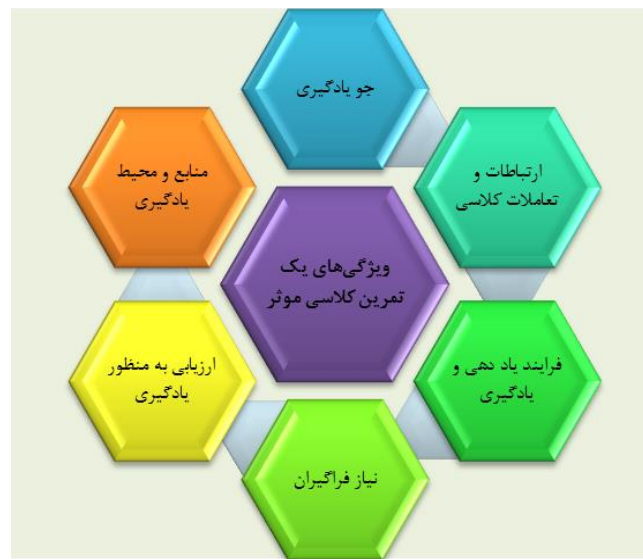 جو یادگیری
ارتباطات و
تعاملات کلاسی
منابع و محیط
یادگیری
ویژگی‌های یک
تمرین کلاسی موثر
فرایند یاد دهی و
یادگیری
ارزیابی به منظور
یادگیری
نیاز فراگیران